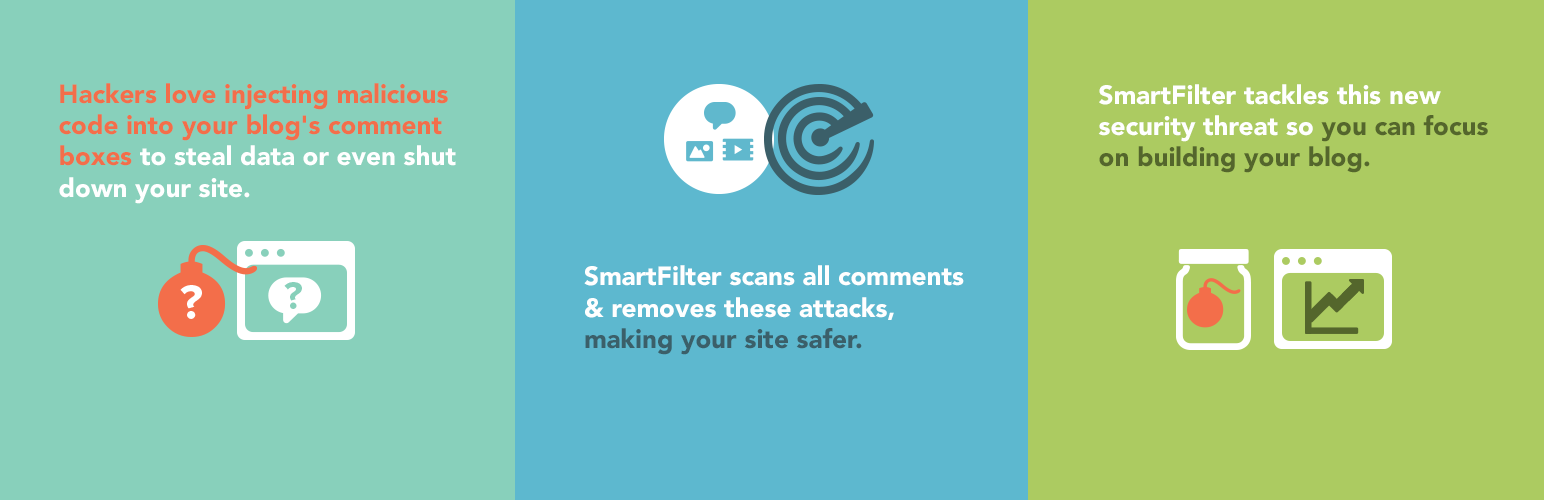 Hackers love injecting malicious
code into your blog's comment
boxes to steal data or even shut
down your site.
?
?
SmartFilter scans all comments
& removes these attacks,
making your site safer.
SmartFilter tackles this new
security threat so you can focus
on building your blog.